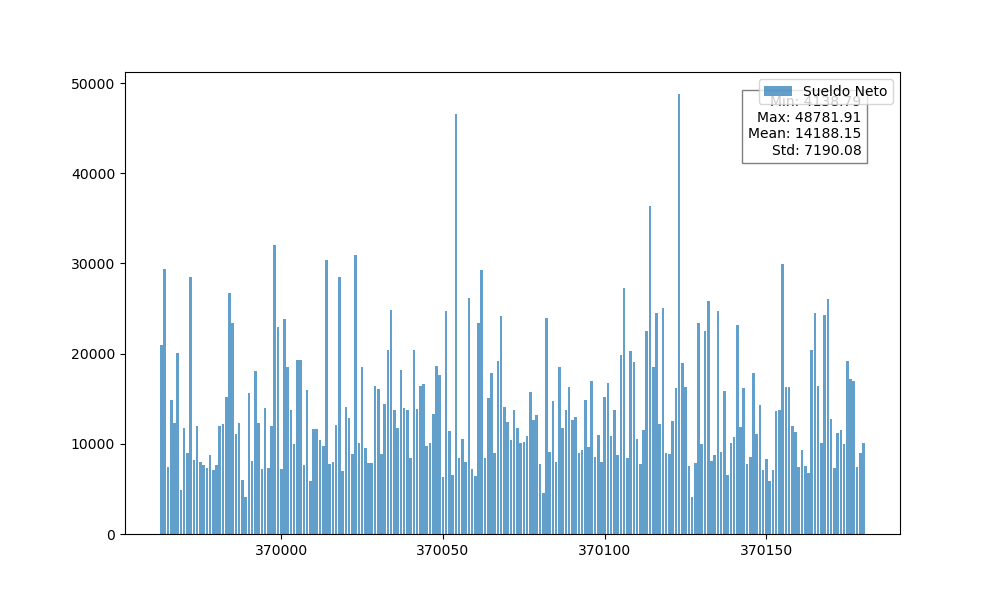 50000
40000
30000
20000
10000
0
Sueldo Neto
Min: 4138.79
Max: 48781.91
Mean: 14188.15
Std: 7190.08
370000 370050 370100 370150